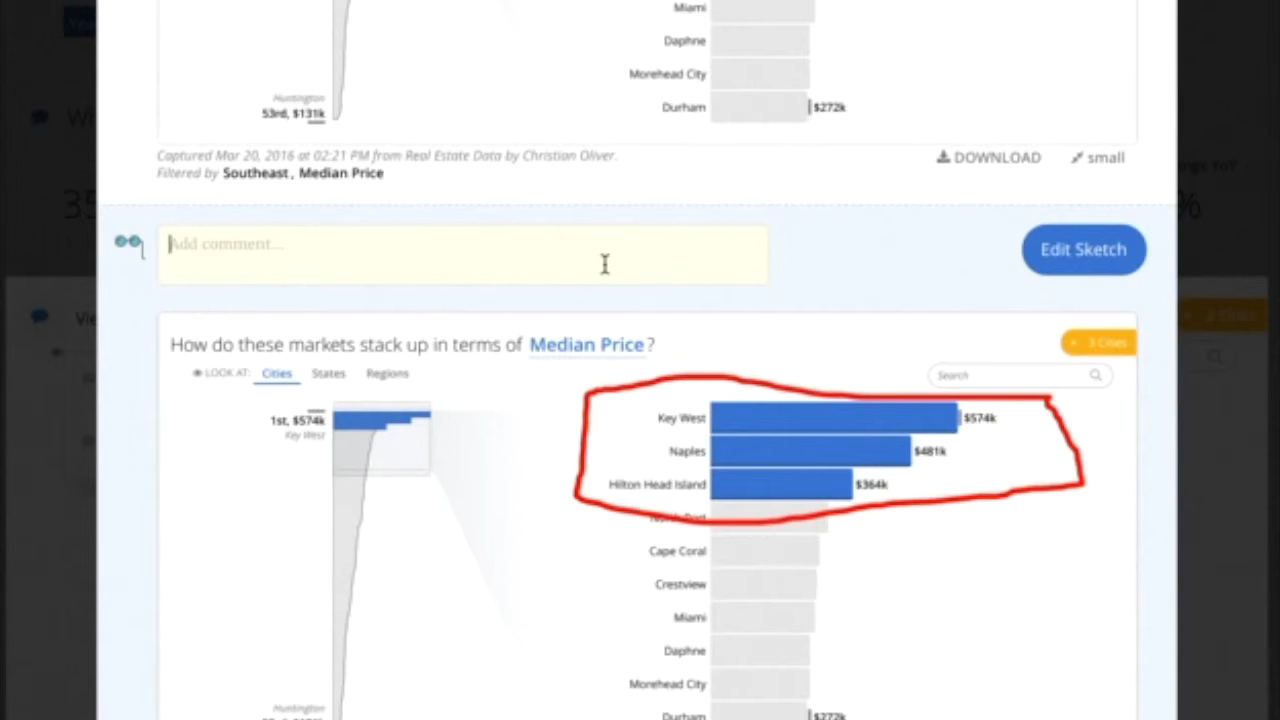 Miami
Daphne
Morehead City
Huntington
53rd, $131k
Durham $272k
Captured Mar 20, 2016 at 02:21 PM from Real Estate Data by Christian Oliver.
Filtered by Southeast, Median Price
DOWNLOAD small
Add comment...
Edit Sketch
How do these markets stack up in terms of Median Price?
3 Cities
LOOK AT: Cities States Regions
Search
1st, $574k
Key West
Key West $574k
Naples $481k
Hilton Head Island $364k
Cape Coral
Crestview
Miami
Daphne
Morehead City
Huntington
Durham $272k